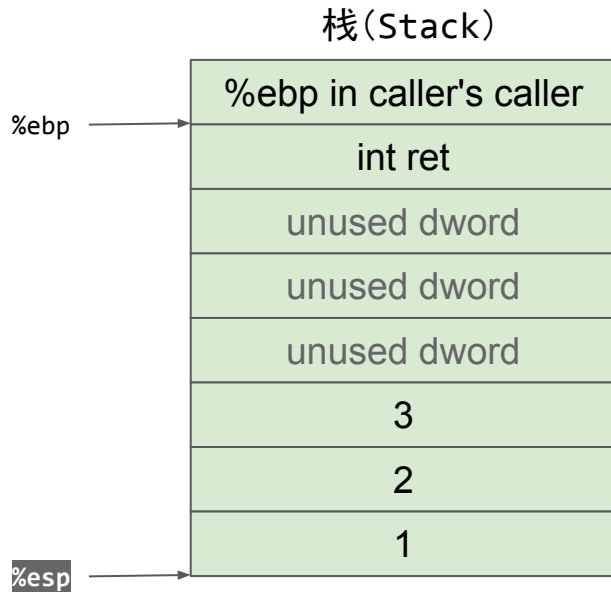 栈(Stack)
%ebp in caller's caller
%ebp
int ret
unused dword
unused dword
unused dword
3
2
1
%esp